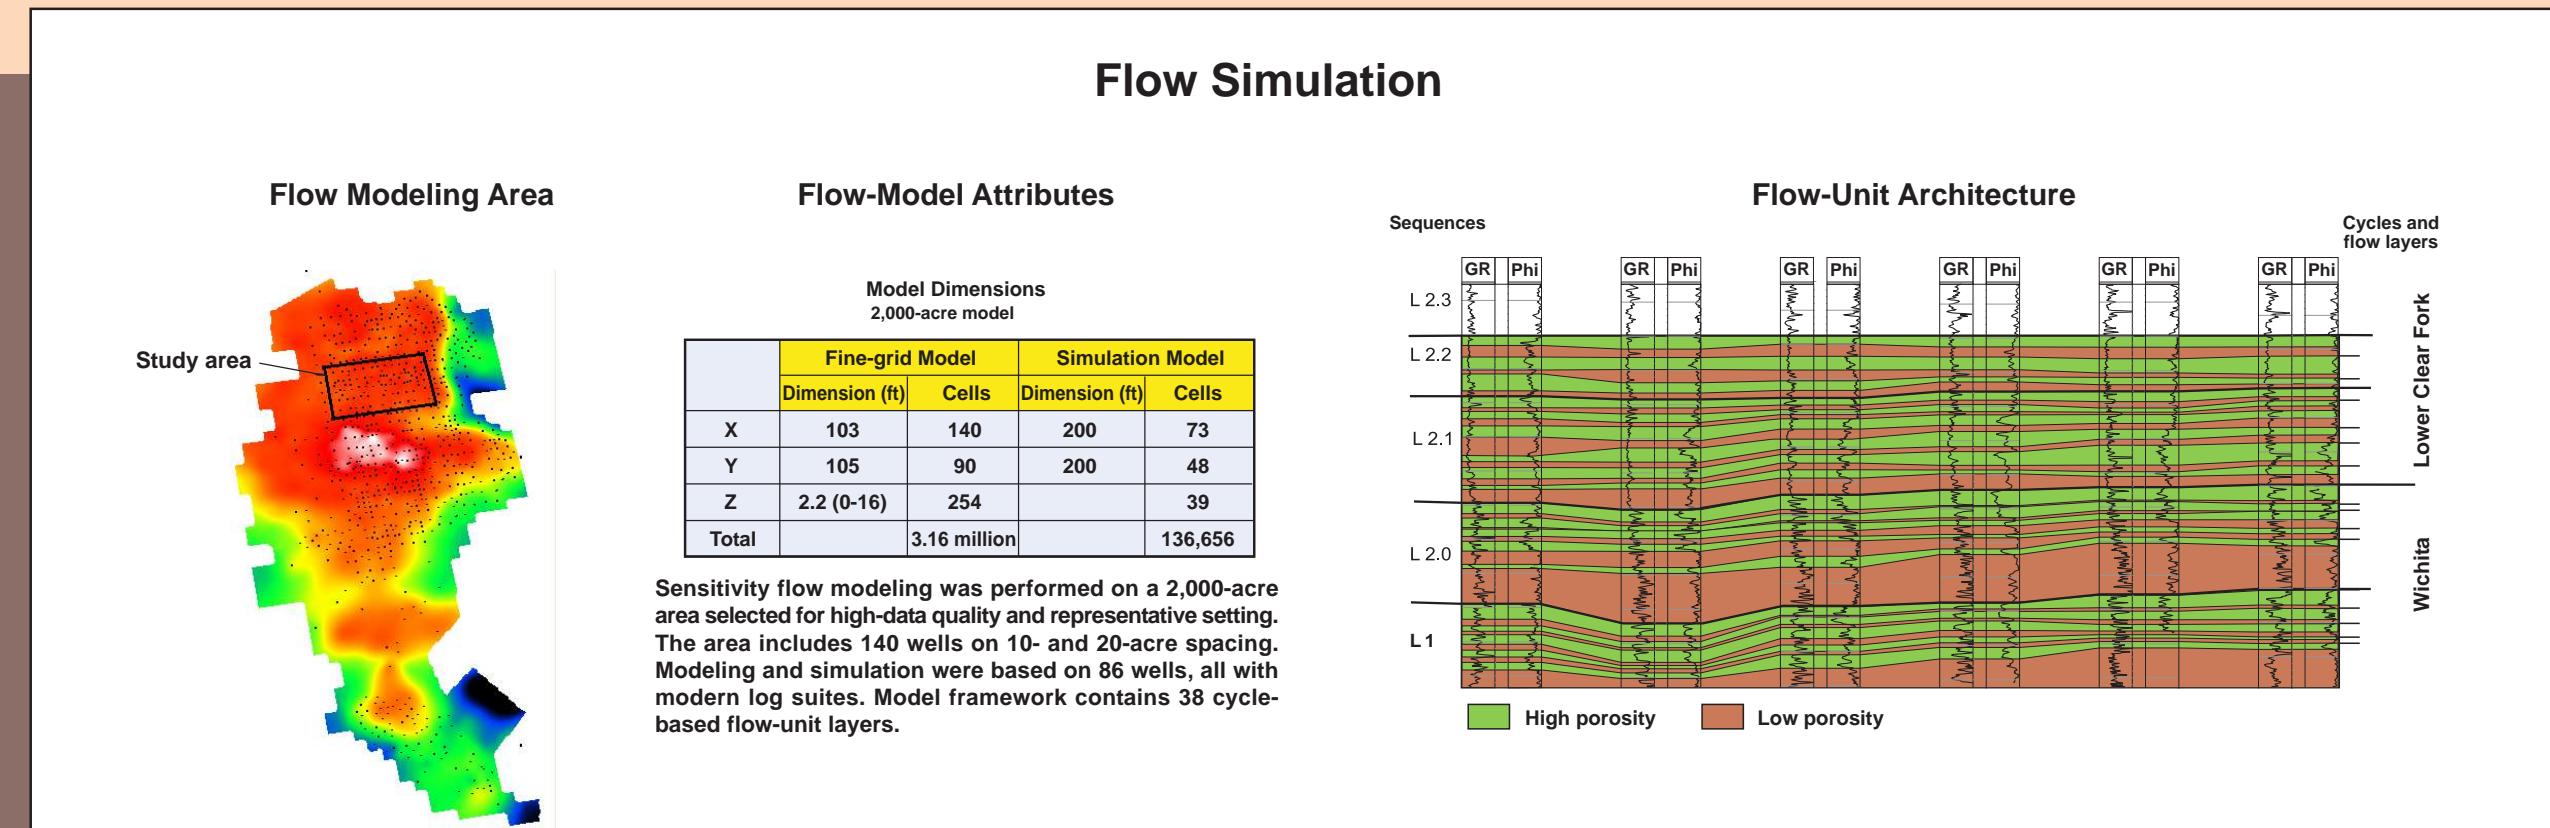 Flow Simulation
Flow Modeling Area
Study area
Flow-Model Attributes
Model Dimensions
2,000-acre model
Fine-grid Model Simulation Model
Dimension (ft) Cells Dimension (ft) Cells
X 103 140 200 73
Y 105 90 200 48
Z 2.2 (0-16) 254 39
Total 3.16 million 136,656
Sensitivity flow modeling was performed on a 2,000-acre
area selected for high-data quality and representative setting.
The area includes 140 wells on 10- and 20-acre spacing.
Modeling and simulation were based on 86 wells, all with
modern log suites. Model framework contains 38 cycle-
based flow-unit layers.
Flow-Unit Architecture
Sequences
Cycles and
flow layers
GR Phi GR Phi GR Phi GR Phi GR Phi GR Phi
L 2.3
L 2.2
L 2.1
L 2.0
L 1
Lower Clear Fork
Wichita
High porosity Low porosity